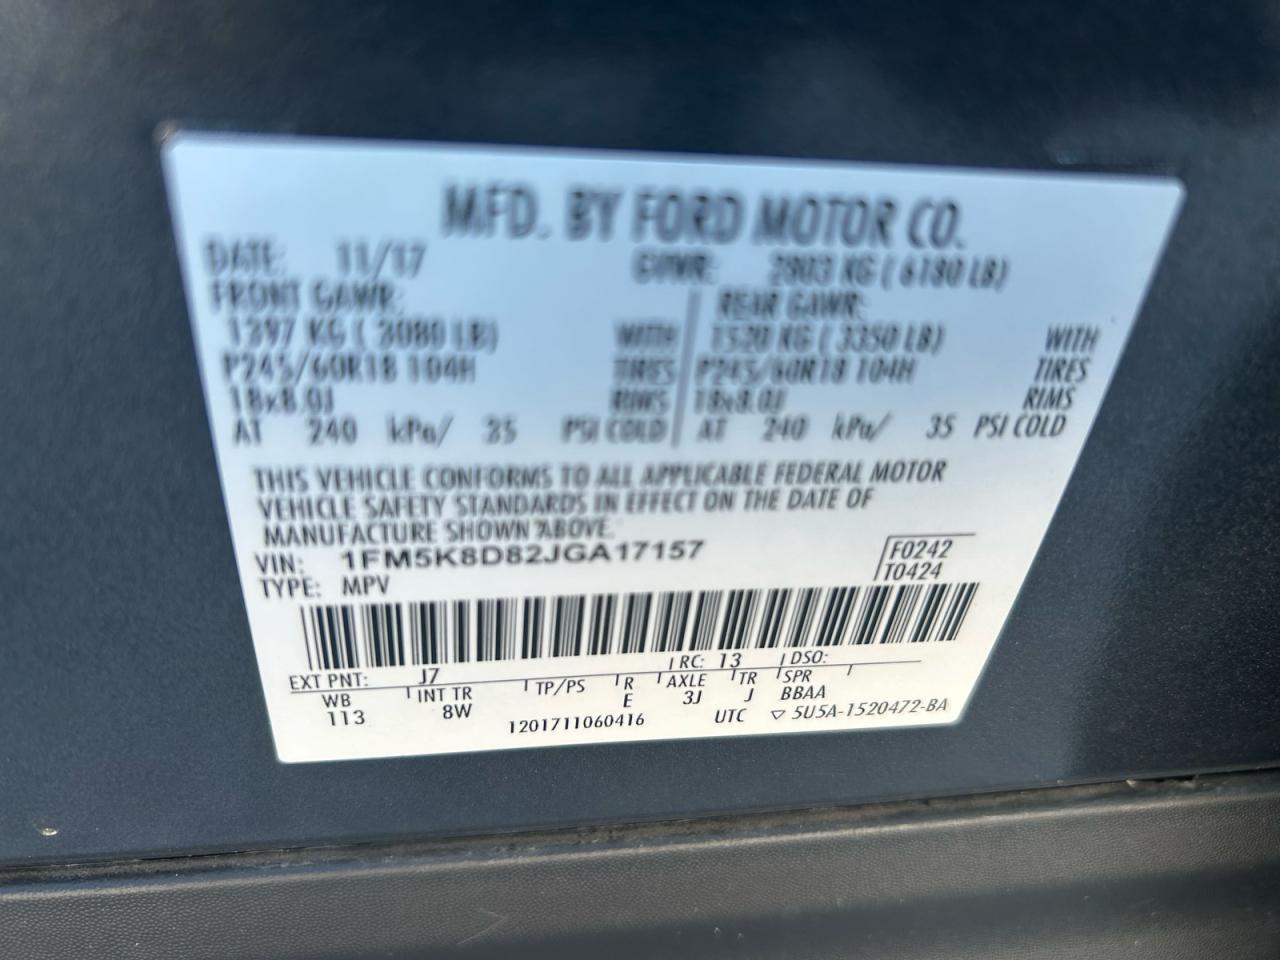 MFD. BY FORD MOTOR CO.
DATE: 11/17 GVWR: 2803 KG ( 6180 LB)
FRONT GAWR: REAR GAWR:
1397 KG ( 3080 LB) WITH 1520 KG ( 3350 LB) WITH
P245/60R18 104H TIRES P245/60R18 104H TIRES
18x8.0J RIMS 18x8.0J RIMS
AT 240 kPa/ 35 PSI COLD AT 240 kPa/ 35 PSI COLD
THIS VEHICLE CONFORMS TO ALL APPLICABLE FEDERAL MOTOR
VEHICLE SAFETY STANDARDS IN EFFECT ON THE DATE OF
MANUFACTURE SHOWN ABOVE.
VIN: 1FM5K8D82JGA17157 F0242
TYPE: MPV T0424
EXT PNT: J7 RC: 13 DSO:
WB INT TR TP/PS R AXLE TR SPR
113 8W E 3J J BBAA
1201711060416 UTC ▽ 5U5A-1520472-BA